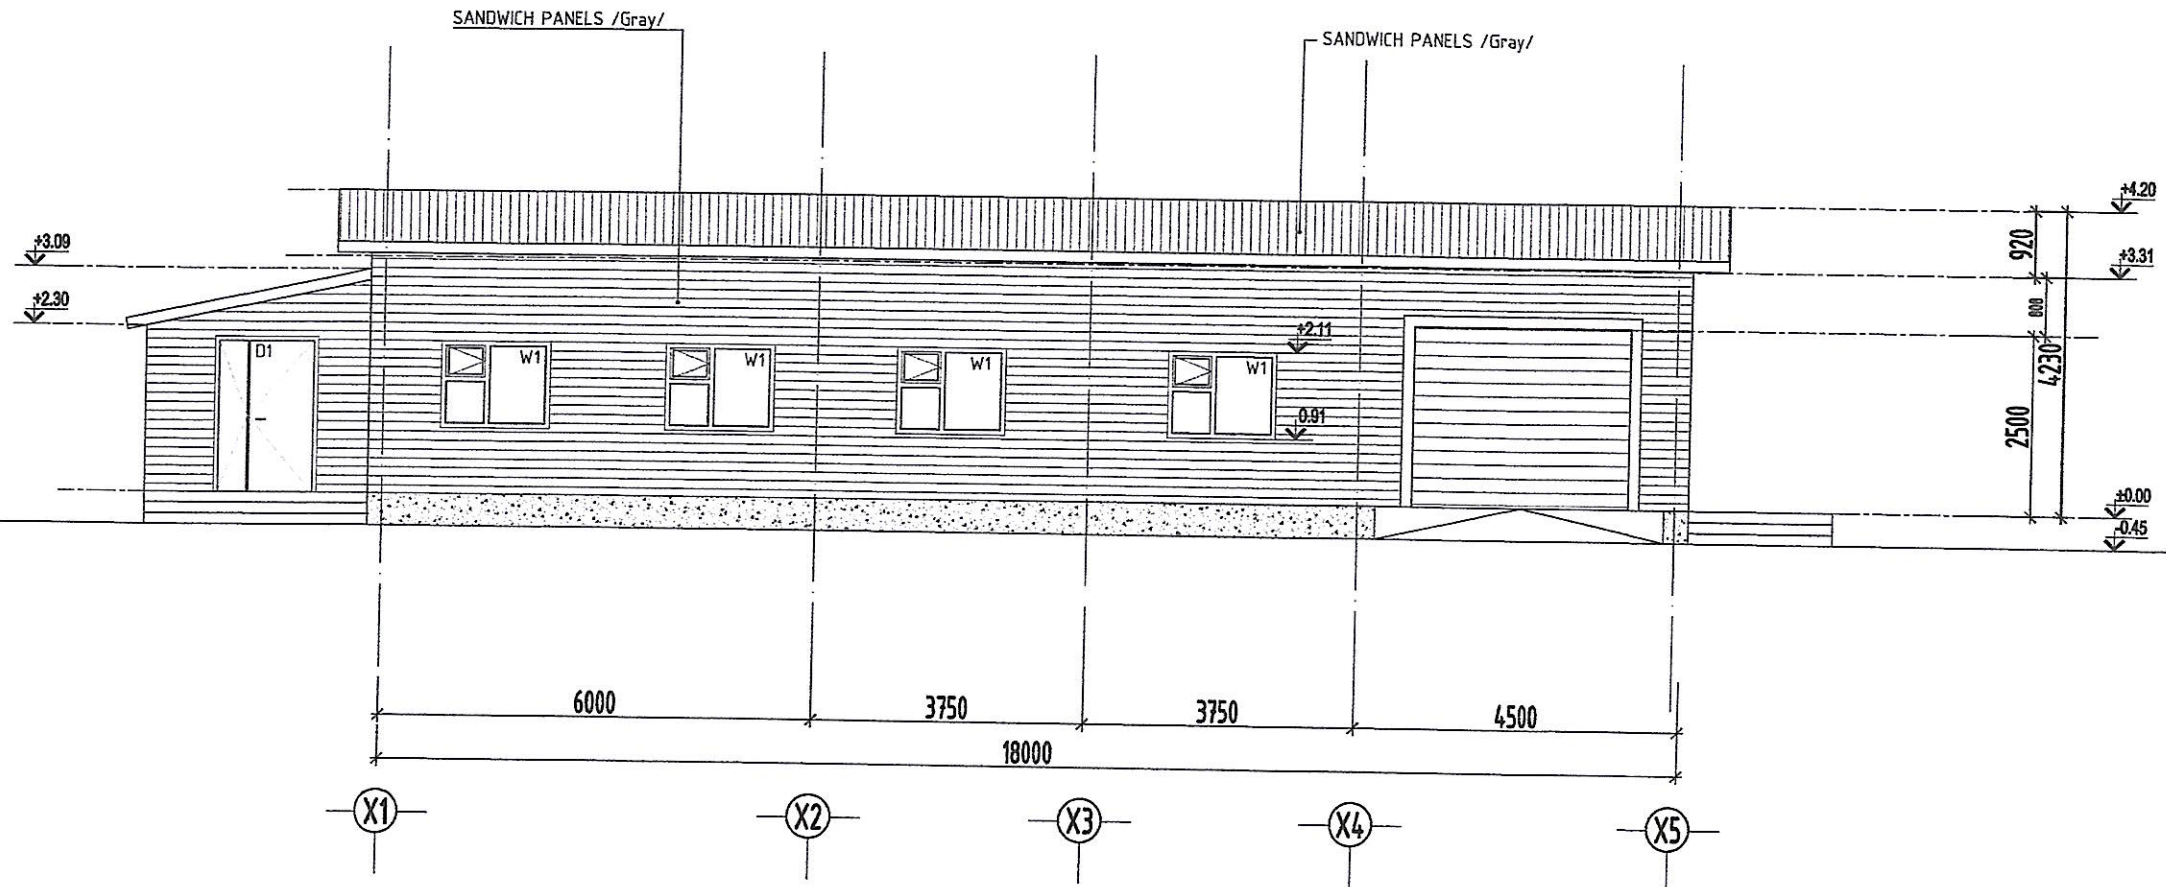 SANDWICH PANELS /Gray/
SANDWICH PANELS /Gray/
+4.20
+3.09
920
+3.31
+2.30
800
+2.11
D1
W1
W1
W1
W1
4230
0.91
2500
±0.00
-0.45
6000
3750
3750
4500
18000
X1
X2
X3
X4
X5